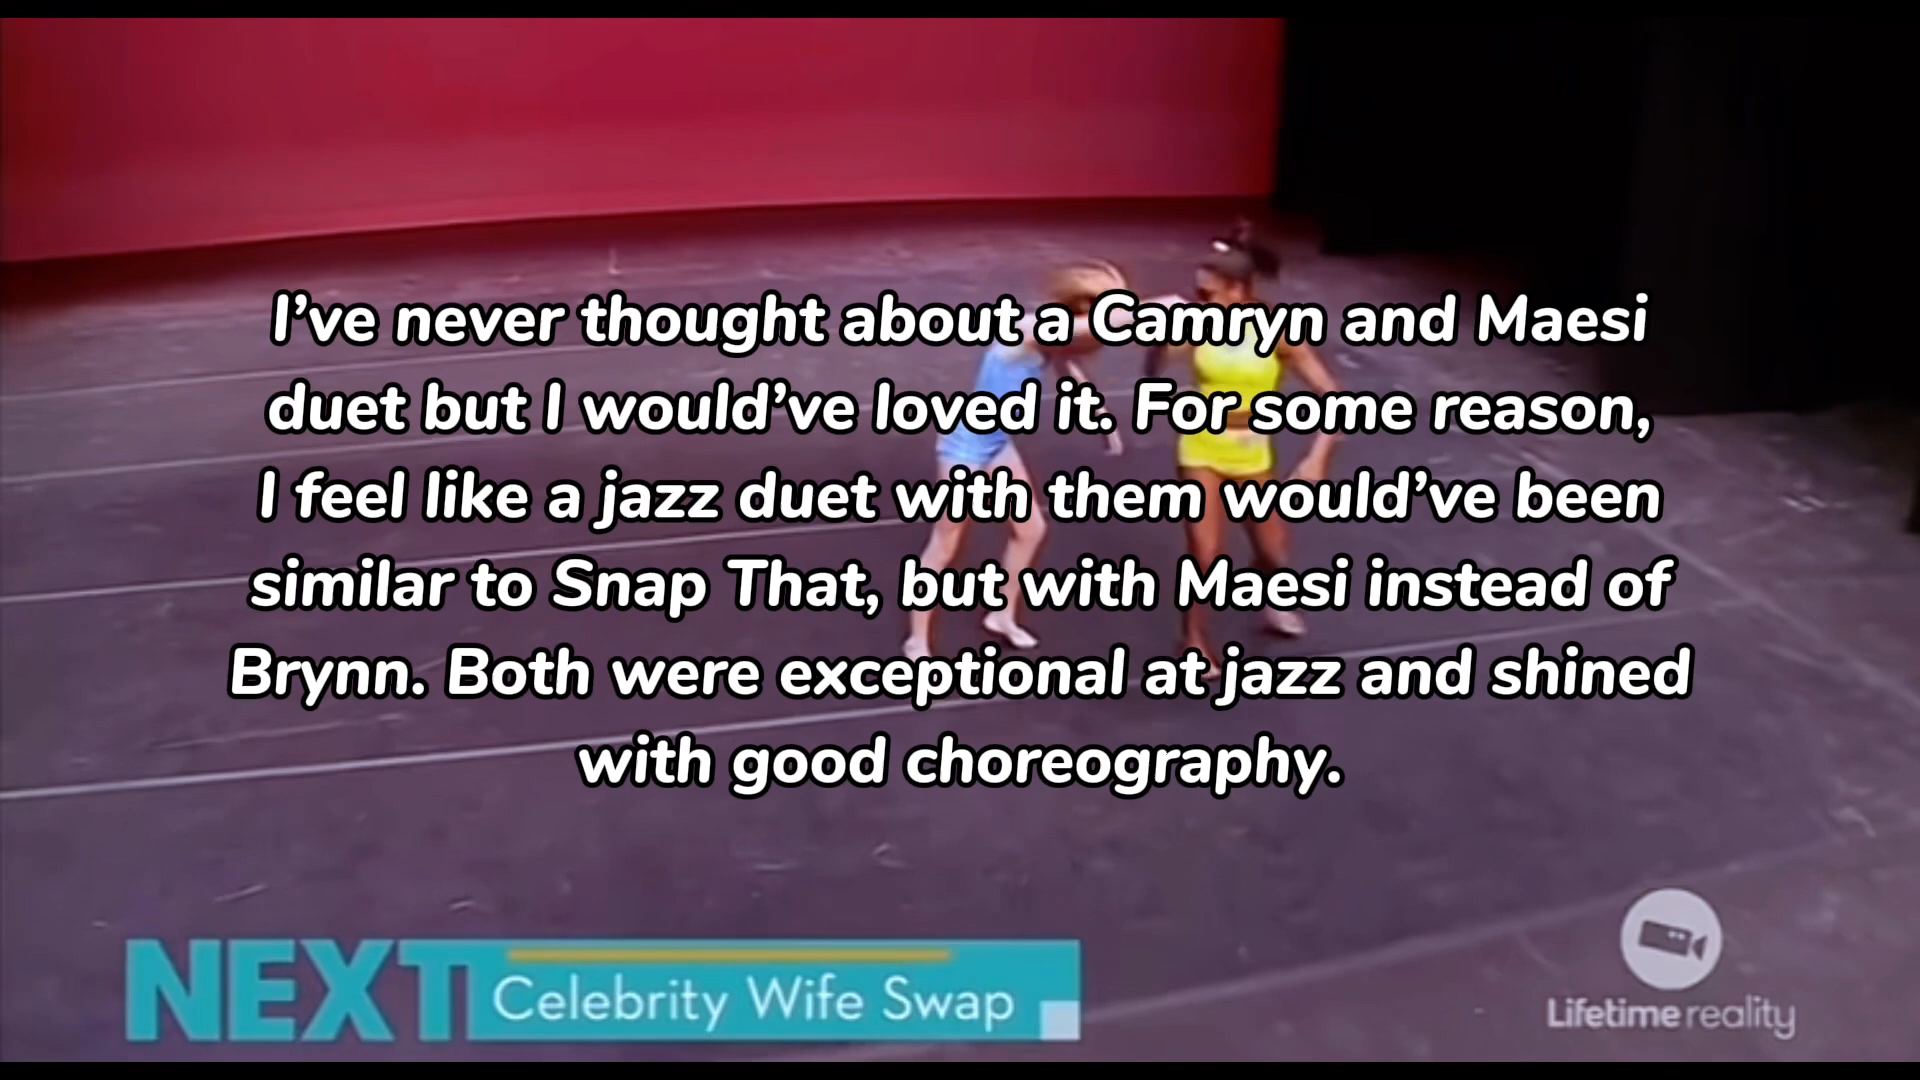 I’ve never thought about a Camryn and Maesi
duet but I would’ve loved it. For some reason,
I feel like a jazz duet with them would’ve been
similar to Snap That, but with Maesi instead of
Brynn. Both were exceptional at jazz and shined
with good choreography.
NEXT Celebrity Wife Swap
Lifetime reality